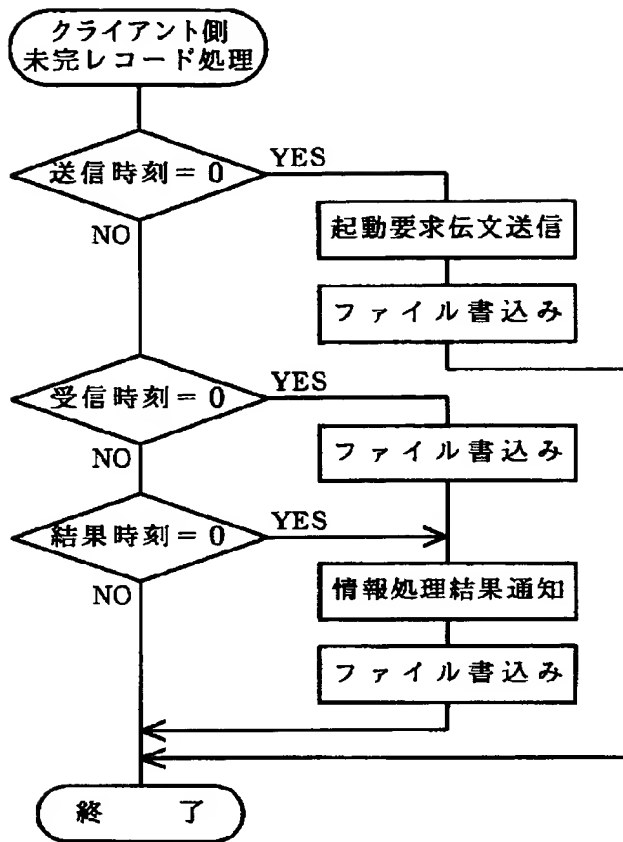 クライアント側
未完レコード処理
送信時刻=0
YES
NO
起動要求伝文送信
ファイル書込み
受信時刻=0
YES
NO
ファイル書込み
結果時刻=0
YES
NO
情報処理結果通知
ファイル書込み
終 了